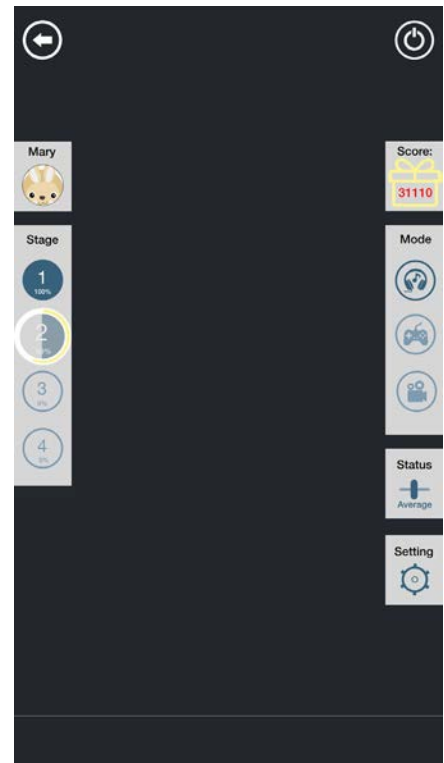 Mary
Score:
31110
Stage
Mode
1
100%
2
3
0%
4
0%
Status
Average
Setting